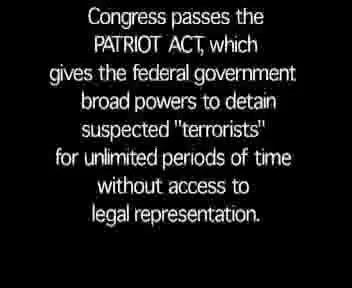 Congress passes the
PATRIOT ACT, which
gives the federal government
broad powers to detain
suspected "terrorists"
for unlimited periods of time
without access to
legal representation.